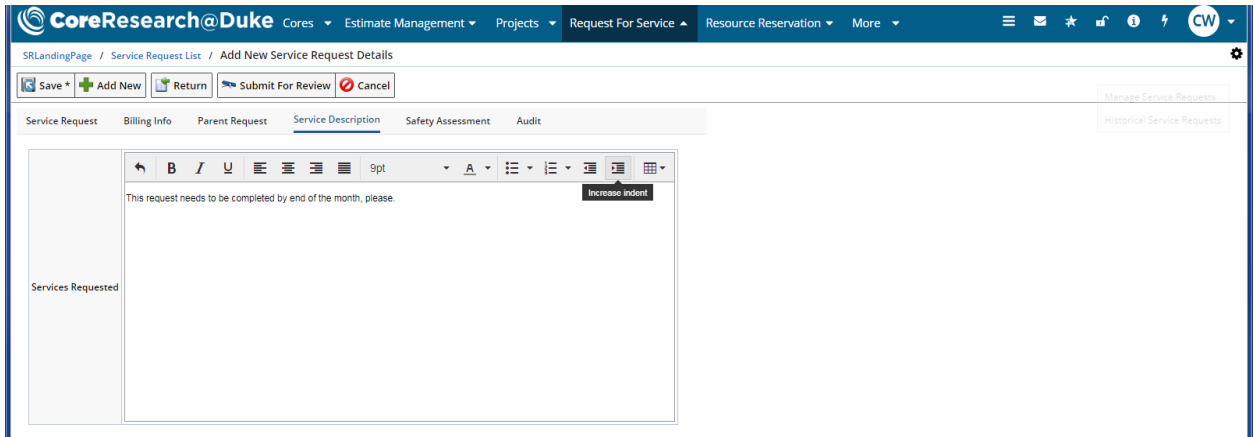 CoreResearch@Duke Cores Estimate Management Projects Request For Service Resource Reservation More CW
SRLandingPage / Service Request List / Add New Service Request Details
Save * Add New Return Submit For Review Cancel
Manage Service Requests
Historical Service Requests
Service Request Billing Info Parent Request Service Description Safety Assessment Audit
B I U 9pt A
Increase indent
This request needs to be completed by end of the month, please.
Services Requested